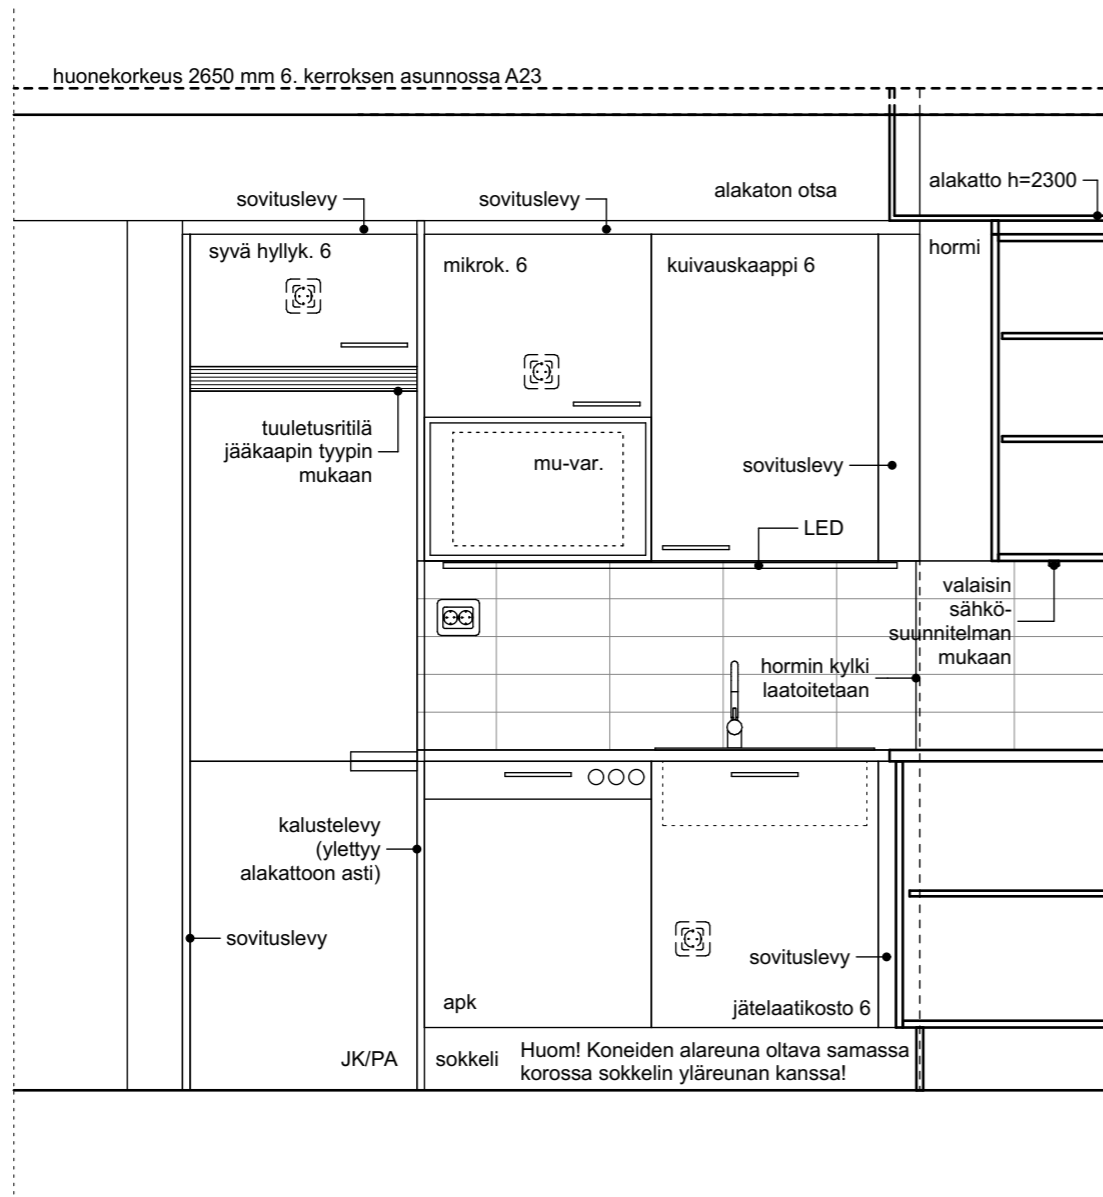 huonekorkeus 2650 mm 6. kerroksen asunnossa A23
alakatto h=2300
alakaton otsa
sovituslevy
sovituslevy
syvä hyllyk. 6
mikrok. 6
kuivauskaappi 6
hormi
tuuletusritilä
jääkaapin tyypin
mukaan
mu-var.
sovituslevy
LED
valaisin
sähkö-
suunnitelman
mukaan
hormin kylki
laatoitetaan
kalustelevy
(ylettyy
alakattoon asti)
sovituslevy
sovituslevy
apk
jätelaatikosto 6
JK/PA
sokkeli
Huom! Koneiden alareuna oltava samassa
korossa sokkelin yläreunan kanssa!